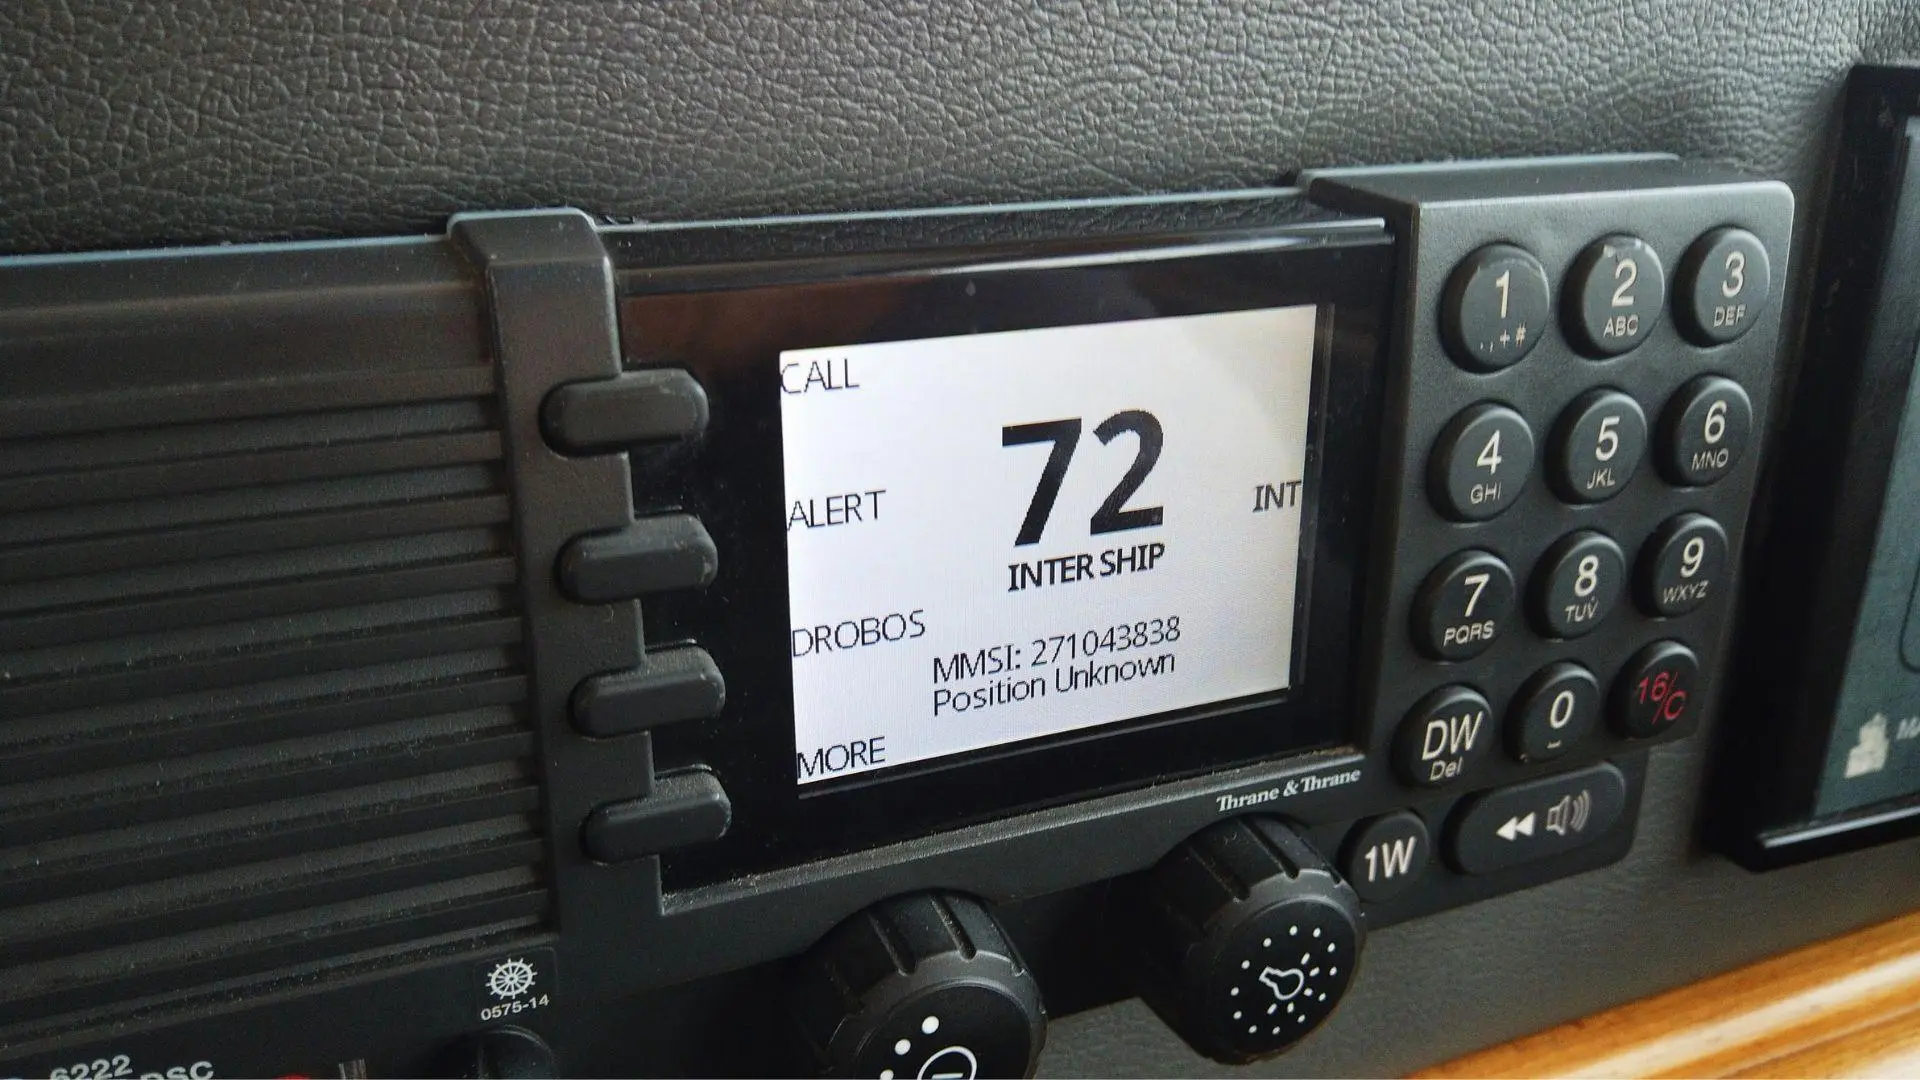 CALL
72
ALERT
INT
INTER SHIP
DROBOS
MMSI: 271043838
Position Unknown
MORE
Thrane & Thrane
1
.,+#
2
ABC
3
DEF
4
GHI
5
JKL
6
MNO
7
PQRS
8
TUV
9
WXYZ
DW
Del
0
16/C
1W
0575-14
6222
DSC